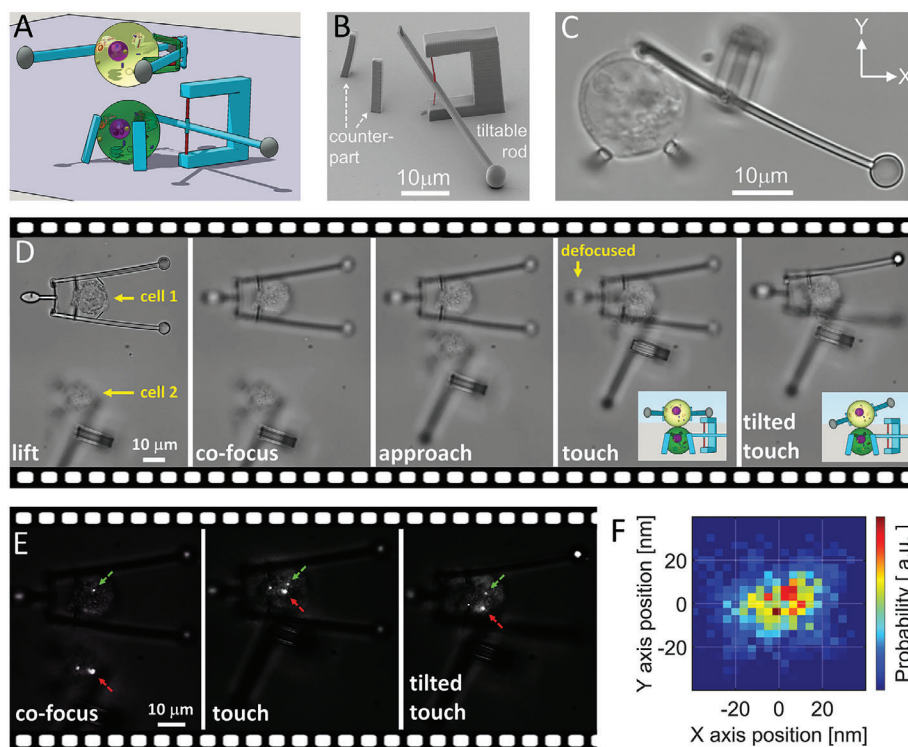 A
B
counter-
part
tiltable
rod
10μm
C
Y
X
10μm
D
cell 1
cell 2
lift
10 μm
co-focus
approach
defocused
touch
tilted
touch
E
co-focus
10 μm
touch
tilted
touch
F
Y axis position [nm]
20
0
-20
-20
0
20
X axis position [nm]
Probability [a.u.]